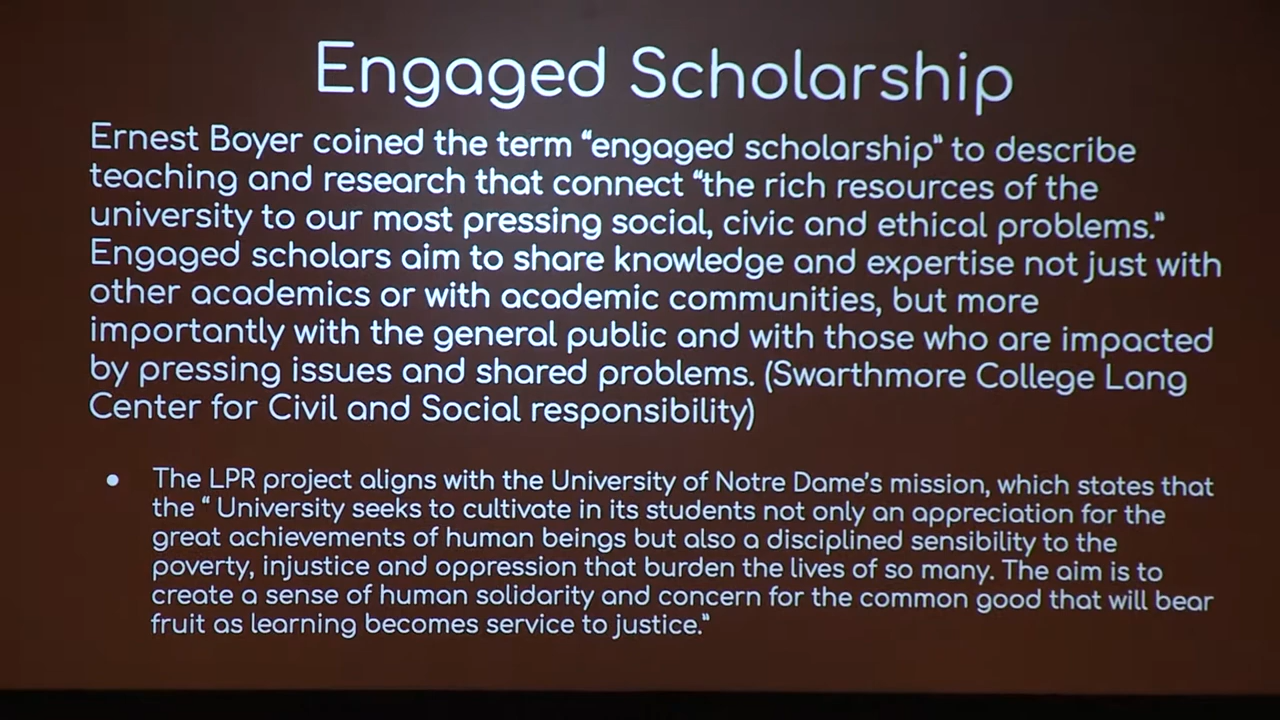 Engaged Scholarship
Ernest Boyer coined the term “engaged scholarship” to describe
teaching and research that connect “the rich resources of the
university to our most pressing social, civic and ethical problems.”
Engaged scholars aim to share knowledge and expertise not just with
other academics or with academic communities, but more
importantly with the general public and with those who are impacted
by pressing issues and shared problems. (Swarthmore College Lang
Center for Civil and Social responsibility)
● The LPR project aligns with the University of Notre Dame’s mission, which states that
the “ University seeks to cultivate in its students not only an appreciation for the
great achievements of human beings but also a disciplined sensibility to the
poverty, injustice and oppression that burden the lives of so many. The aim is to
create a sense of human solidarity and concern for the common good that will bear
fruit as learning becomes service to justice.”